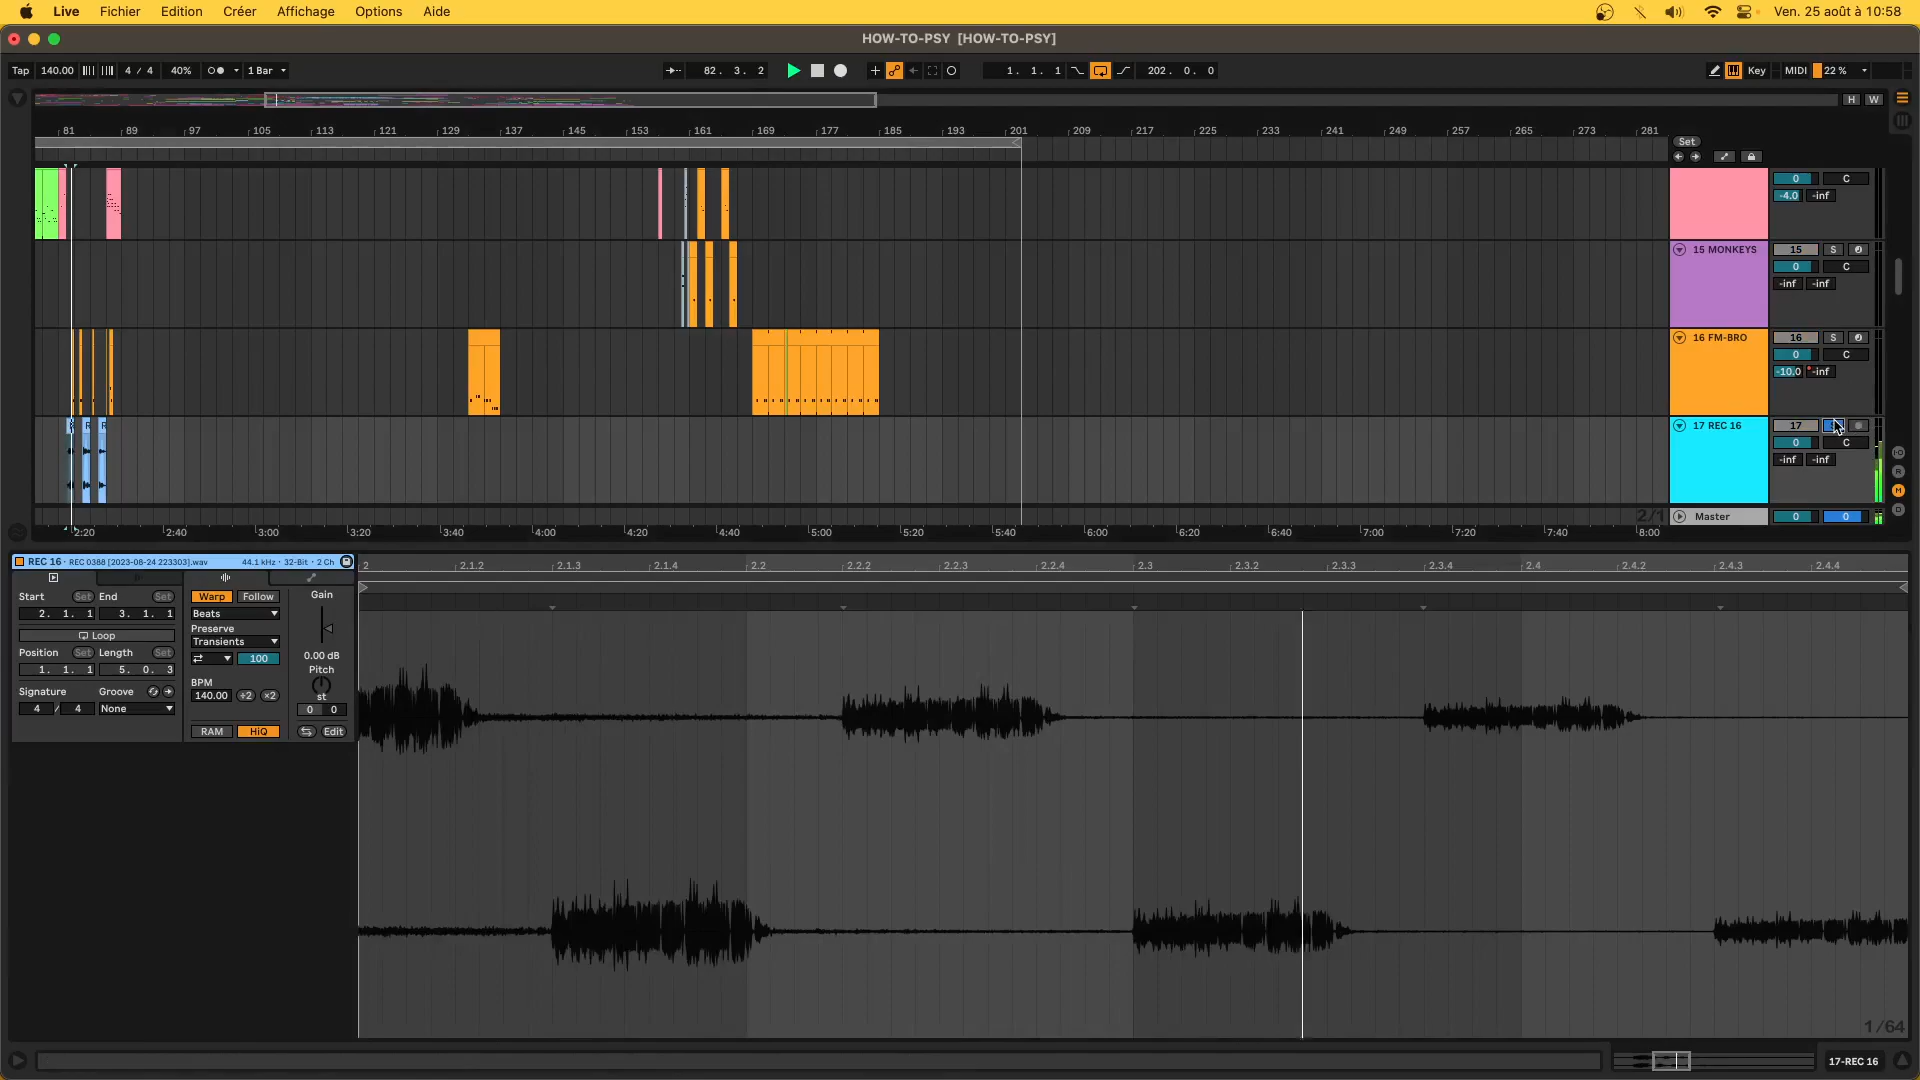 Live Fichier Edition Créer Affichage Options Aide Ven. 25 août à 10:58
HOW-TO-PSY [HOW-TO-PSY]
Tap 140.00 4 / 4 40% 1 Bar 82. 3. 2 1. 1. 1 202. 0. 0 Key MIDI 22 %
H W
81 89 97 105 113 121 129 137 145 153 161 169 177 185 193 201 209 217 225 233 241 249 257 265 273 281
Set
0 C
-4.0 -inf
15 MONKEYS 15 S
0 C
-inf -inf
16 FM-BRO 16 S
0 C
-10.0 -inf
R R
17 REC 16 17
0 C
-inf -inf
2/1 Master 0 0
2:20 2:40 3:00 3:20 3:40 4:00 4:20 4:40 5:00 5:20 5:40 6:00 6:20 6:40 7:00 7:20 7:40 8:00
R
M
D
REC 16 · REC 0388 [2023-08-24 223303].wav 44.1 kHz · 32-Bit · 2 Ch
2 2.1.2 2.1.3 2.1.4 2.2 2.2.2 2.2.3 2.2.4 2.3 2.3.2 2.3.3 2.3.4 2.4 2.4.2 2.4.3 2.4.4
Start Set End Set Warp Follow Gain
2. 1. 1 3. 1. 1 Beats
Loop Preserve
Transients
Position Set Length Set 100 0.00 dB
1. 1. 1 5. 0. 3 Pitch
Signature Groove BPM
140.00 ÷2 ×2 st
4 / 4 None 0 0
RAM HiQ Edit
1/64
17-REC 16